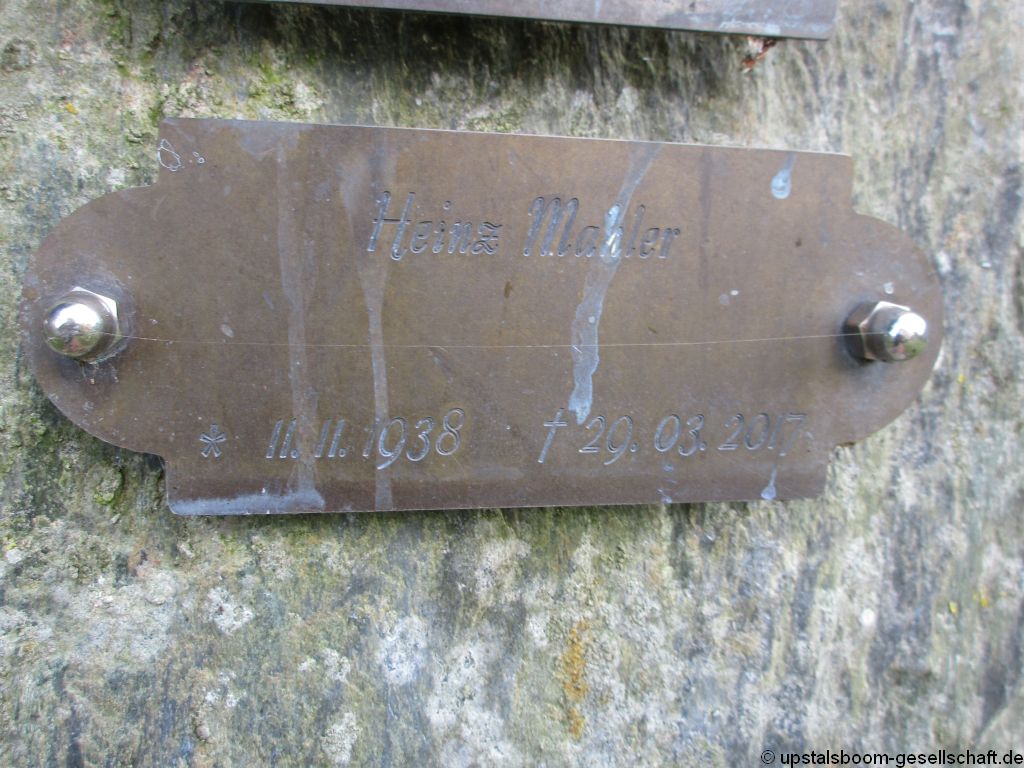 Heinz Mahler
* 11.11.1938 † 29.03.2017
© upstalsboom-gesellschaft.de